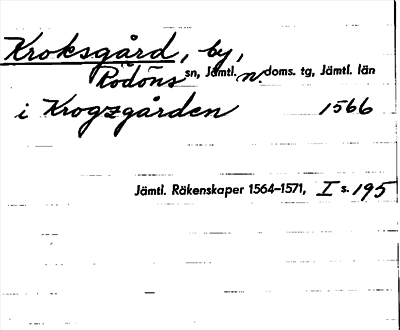 Kroksgård, by,
Rödöns sn, Jämtl. n. doms. tg, Jämtl. län
i Krogzgården 1566
Jämtl. Räkenskaper 1564–1571, I s. 195